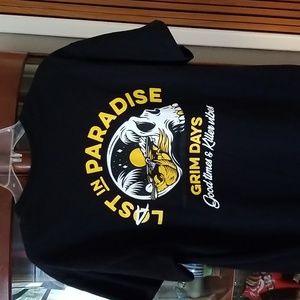 LOST IN PARADISE
GRIM DAYS
Good times & Killer vibes